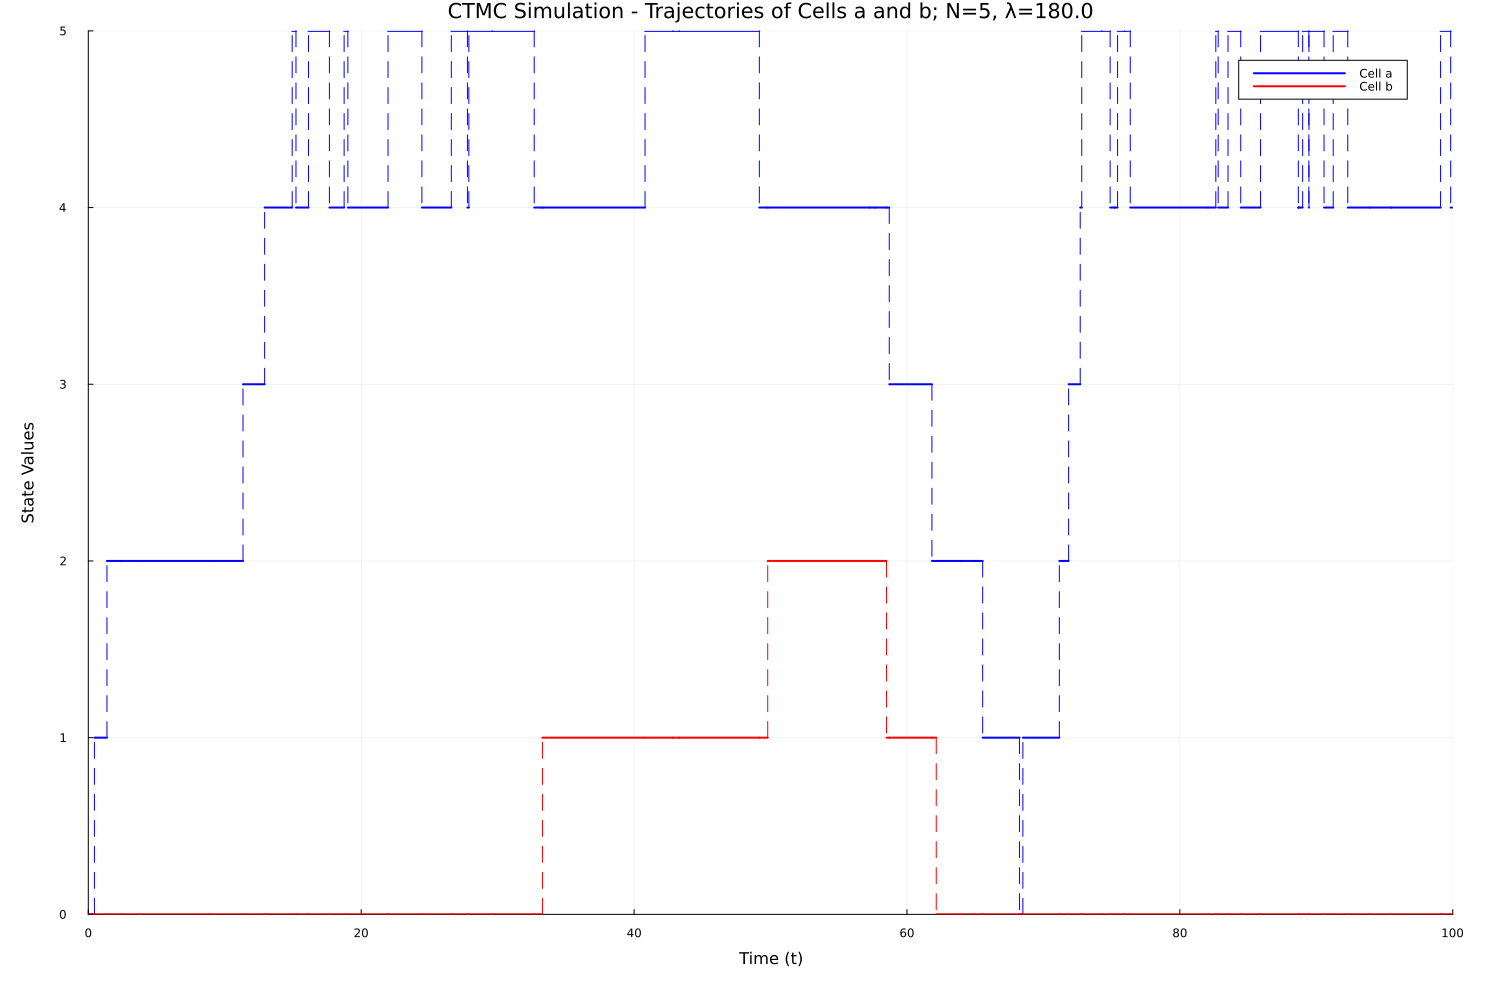 CTMC Simulation - Trajectories of Cells a and b; N=5, λ=180.0
5
Cell a
Cell b
4
3
State Values
2
1
0
0 20 40 60 80 100
Time (t)